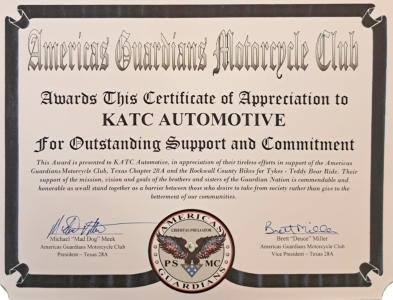 Americas Guardians Motorcycle Club
Awards This Certificate of Appreciation to
KATC AUTOMOTIVE
For Outstanding Support and Commitment
This Award is presented to KATC Automotive, in appreciation of their tireless efforts in support of the Americas
Guardians Motorcycle Club, Texas Chapter 28A and the Rockwall County Bikes for Tykes - Teddy Bear Ride. Their
support of the mission, vision and goals of the brothers and sisters of the Guardian Nation is commendable and
honorable as we all stand together as a barrier between those who desire to take from society rather than give to the
betterment of our communities.
Michael "Mad Dog" Meek
Americas Guardians Motorcycle Club
President – Texas 28A
AMERICAS
PS MC
GUARDIANS
Brett Miller
Brett "Deuce" Miller
Americas Guardians Motorcycle Club
Vice President – Texas 28A